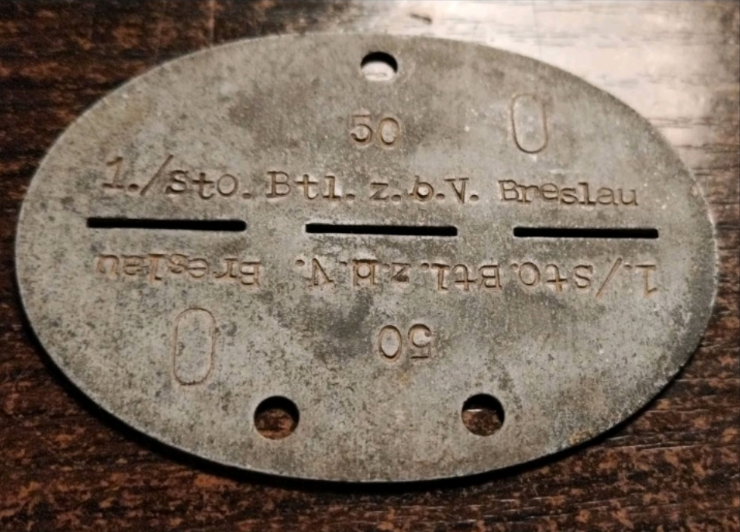 50 O
1./StO. Btl. z.b.V. Breslau
1./Sto.Btl.z.b.V. Breslau
50 O